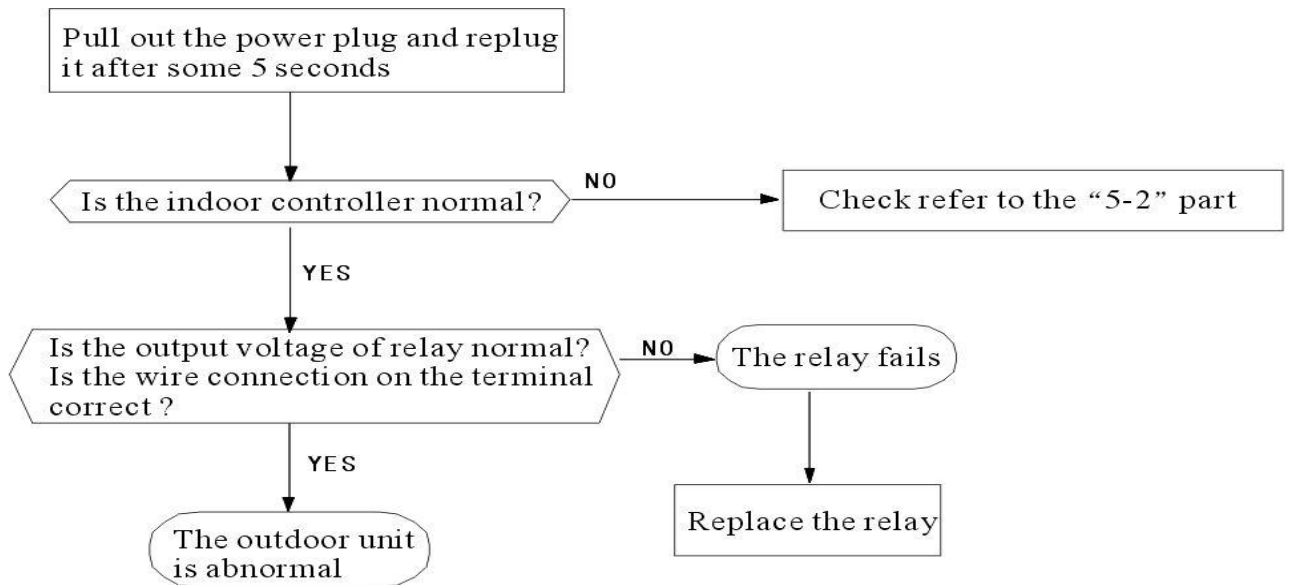 Pull out the power plug and replug
it after some 5 seconds
Is the indoor controller normal?
NO
Check refer to the “5-2” part
YES
Is the output voltage of relay normal?
Is the wire connection on the terminal
correct ?
NO
The relay fails
YES
Replace the relay
The outdoor unit
is abnormal